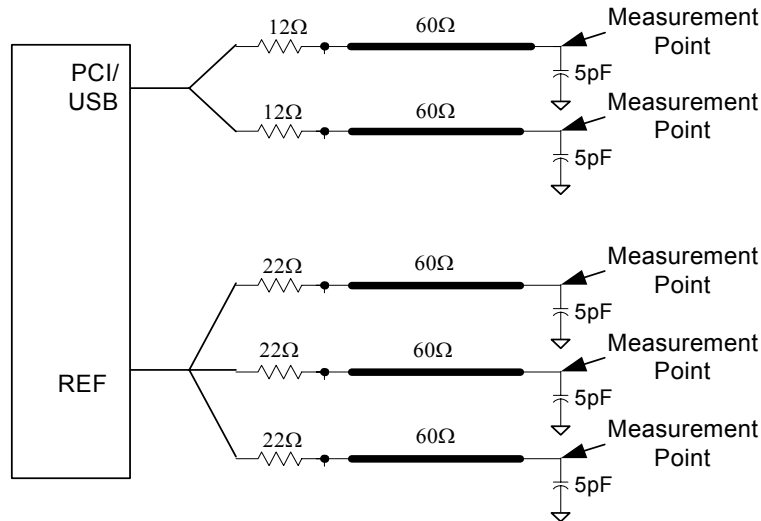 PCI/
USB
12Ω
60Ω
Measurement
Point
5pF
12Ω
60Ω
Measurement
Point
5pF
REF
22Ω
60Ω
Measurement
Point
5pF
22Ω
60Ω
Measurement
Point
5pF
22Ω
60Ω
Measurement
Point
5pF